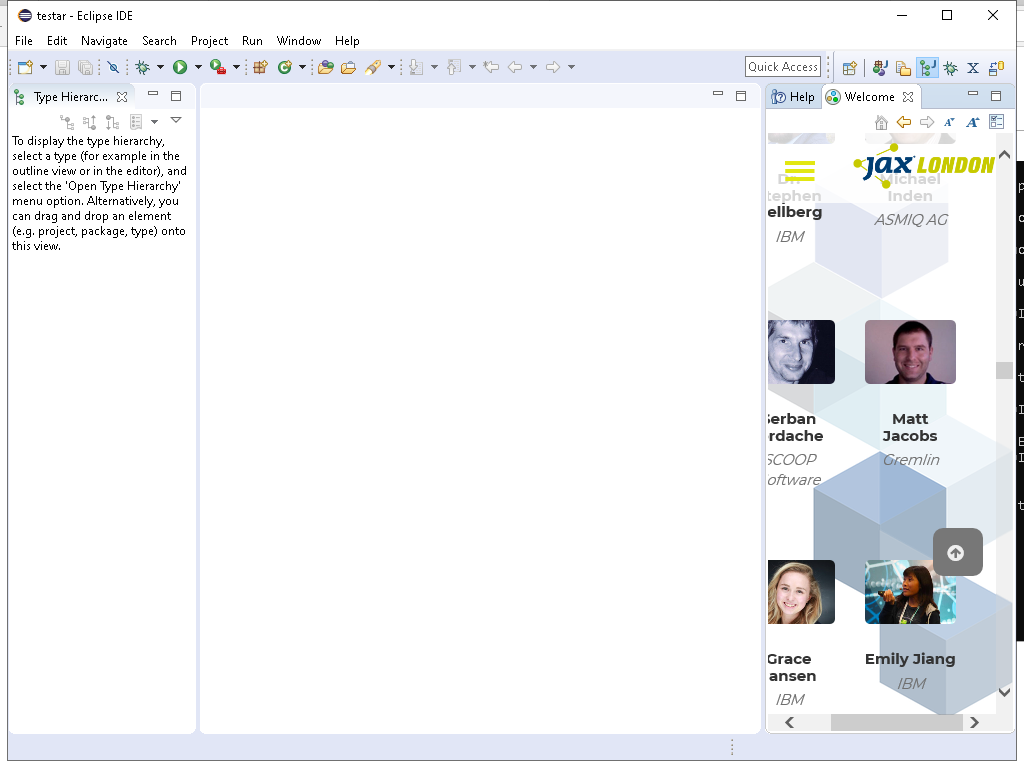 testar - Eclipse IDE
File Edit Navigate Search Project Run Window Help
Quick Access
Type Hierarc...
To display the type hierarchy,
select a type (for example in the
outline view or in the editor), and
select the 'Open Type Hierarchy'
menu option. Alternatively, you
can drag and drop an element
(e.g. project, package, type) onto
this view.
Help Welcome
JAX LONDON
Dr.
tephen
ellberg
IBM
Michael
Inden
ASMIQ AG
Serban
rdache
SCOOP
oftware
Matt
Jacobs
Gremlin
Grace
ansen
IBM
Emily Jiang
IBM